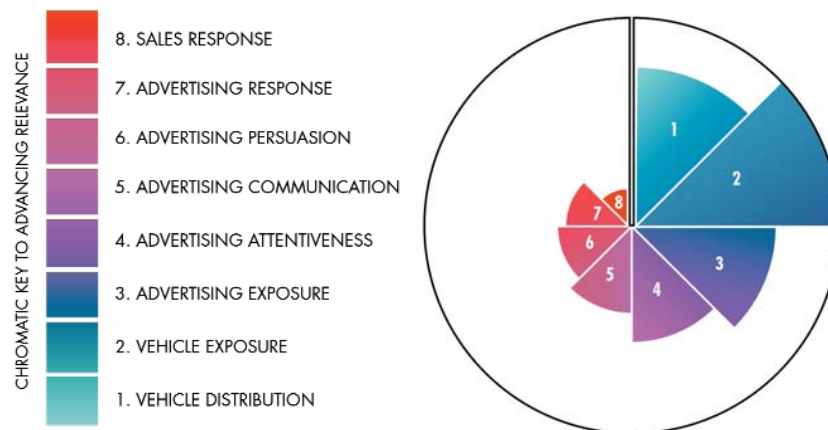 CHROMATIC KEY TO ADVANCING RELEVANCE
8. SALES RESPONSE
7. ADVERTISING RESPONSE
6. ADVERTISING PERSUASION
5. ADVERTISING COMMUNICATION
4. ADVERTISING ATTENTIVENESS
3. ADVERTISING EXPOSURE
2. VEHICLE EXPOSURE
1. VEHICLE DISTRIBUTION
1
2
3
4
5
6
7
8